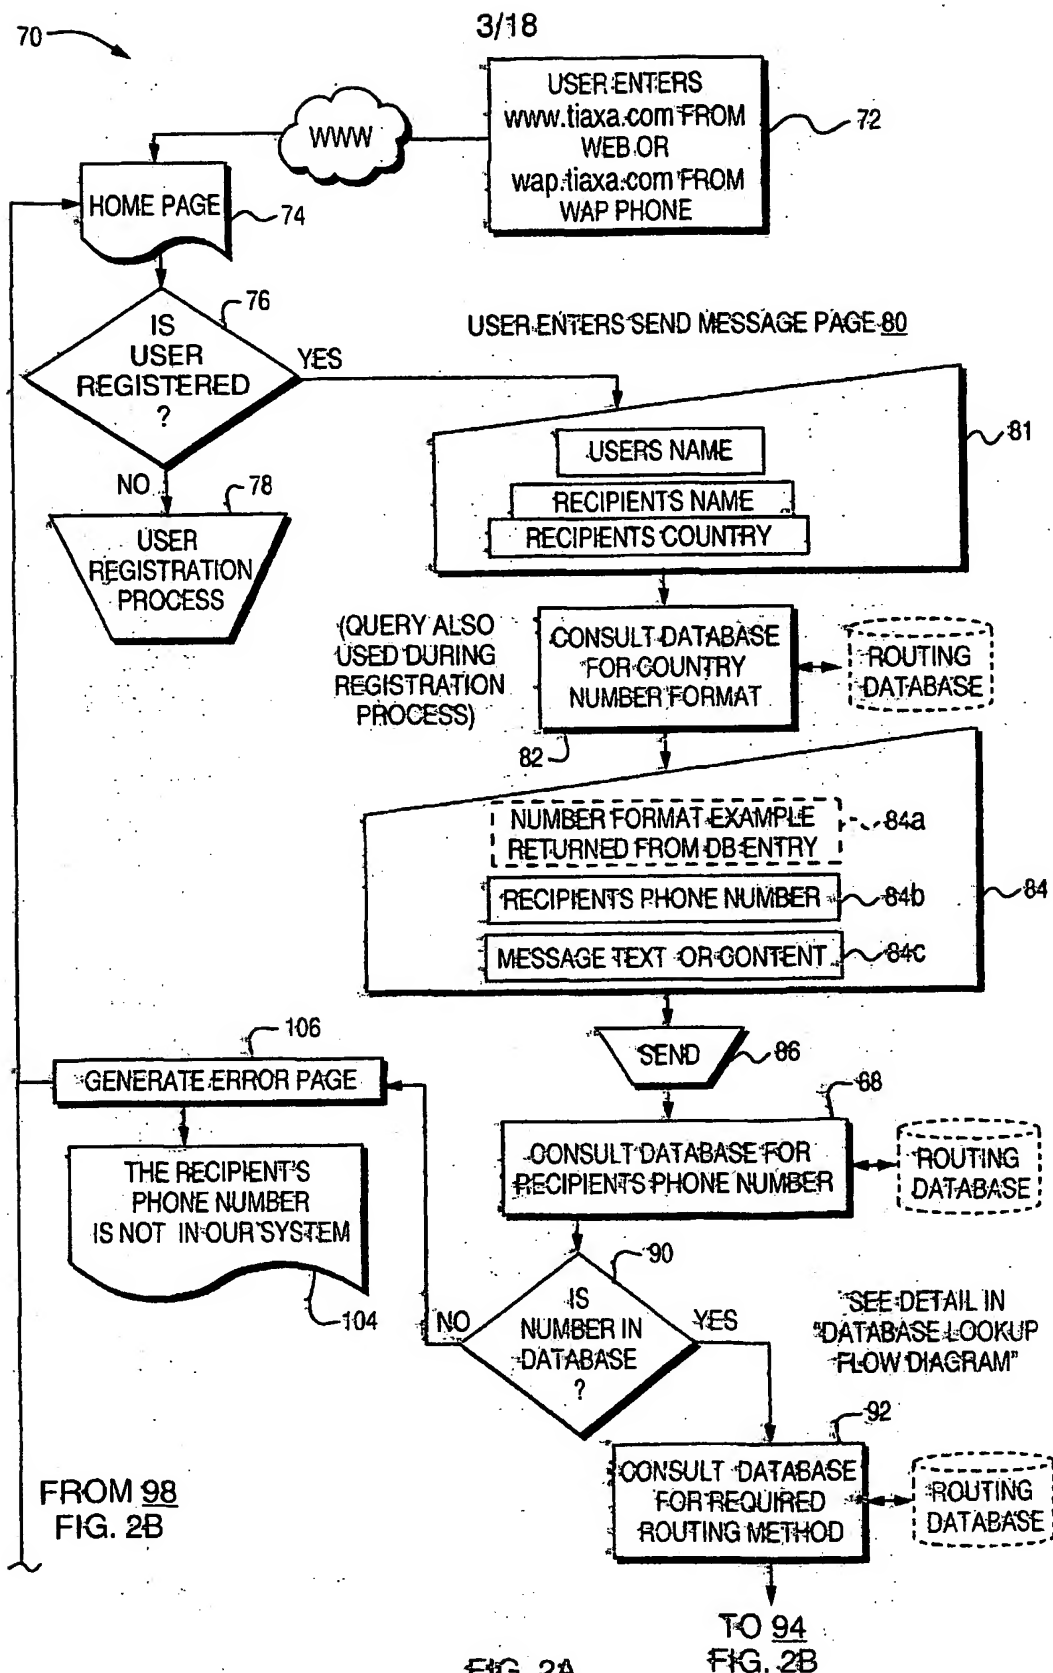 70
3/18
USER ENTERS
www.tiaxa.com FROM
WEB OR
wap.tiaxa.com FROM
WAP PHONE
72
WWW
HOME PAGE
74
76
IS
USER
REGISTERED
?
YES
NO
78
USER
REGISTRATION
PROCESS
USER ENTERS SEND MESSAGE PAGE 80
81
USERS NAME
RECIPIENTS NAME
RECIPIENTS COUNTRY
(QUERY ALSO
USED DURING
REGISTRATION
PROCESS)
CONSULT DATABASE
FOR COUNTRY
NUMBER FORMAT
82
ROUTING
DATABASE
NUMBER FORMAT EXAMPLE
RETURNED FROM DB ENTRY
84a
RECIPIENTS PHONE NUMBER
84b
84
MESSAGE TEXT OR CONTENT
84c
SEND
86
106
GENERATE ERROR PAGE
THE RECIPIENT'S
PHONE NUMBER
IS NOT IN OUR SYSTEM
104
88
CONSULT DATABASE FOR
RECIPIENTS PHONE NUMBER
ROUTING
DATABASE
90
IS
NUMBER IN
DATABASE
?
NO
YES
"SEE DETAIL IN
"DATABASE LOOKUP
FLOW DIAGRAM"
92
CONSULT DATABASE
FOR REQUIRED
ROUTING METHOD
ROUTING
DATABASE
FROM 98
FIG. 2B
TO 94
FIG. 2B
FIG. 2A